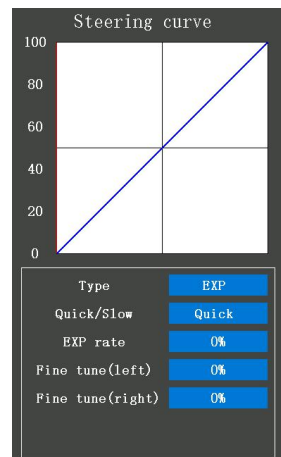 Steering curve
100
80
60
40
20
0
Type EXP
Quick/Slow Quick
EXP rate 0%
Fine tune(left) 0%
Fine tune(right) 0%